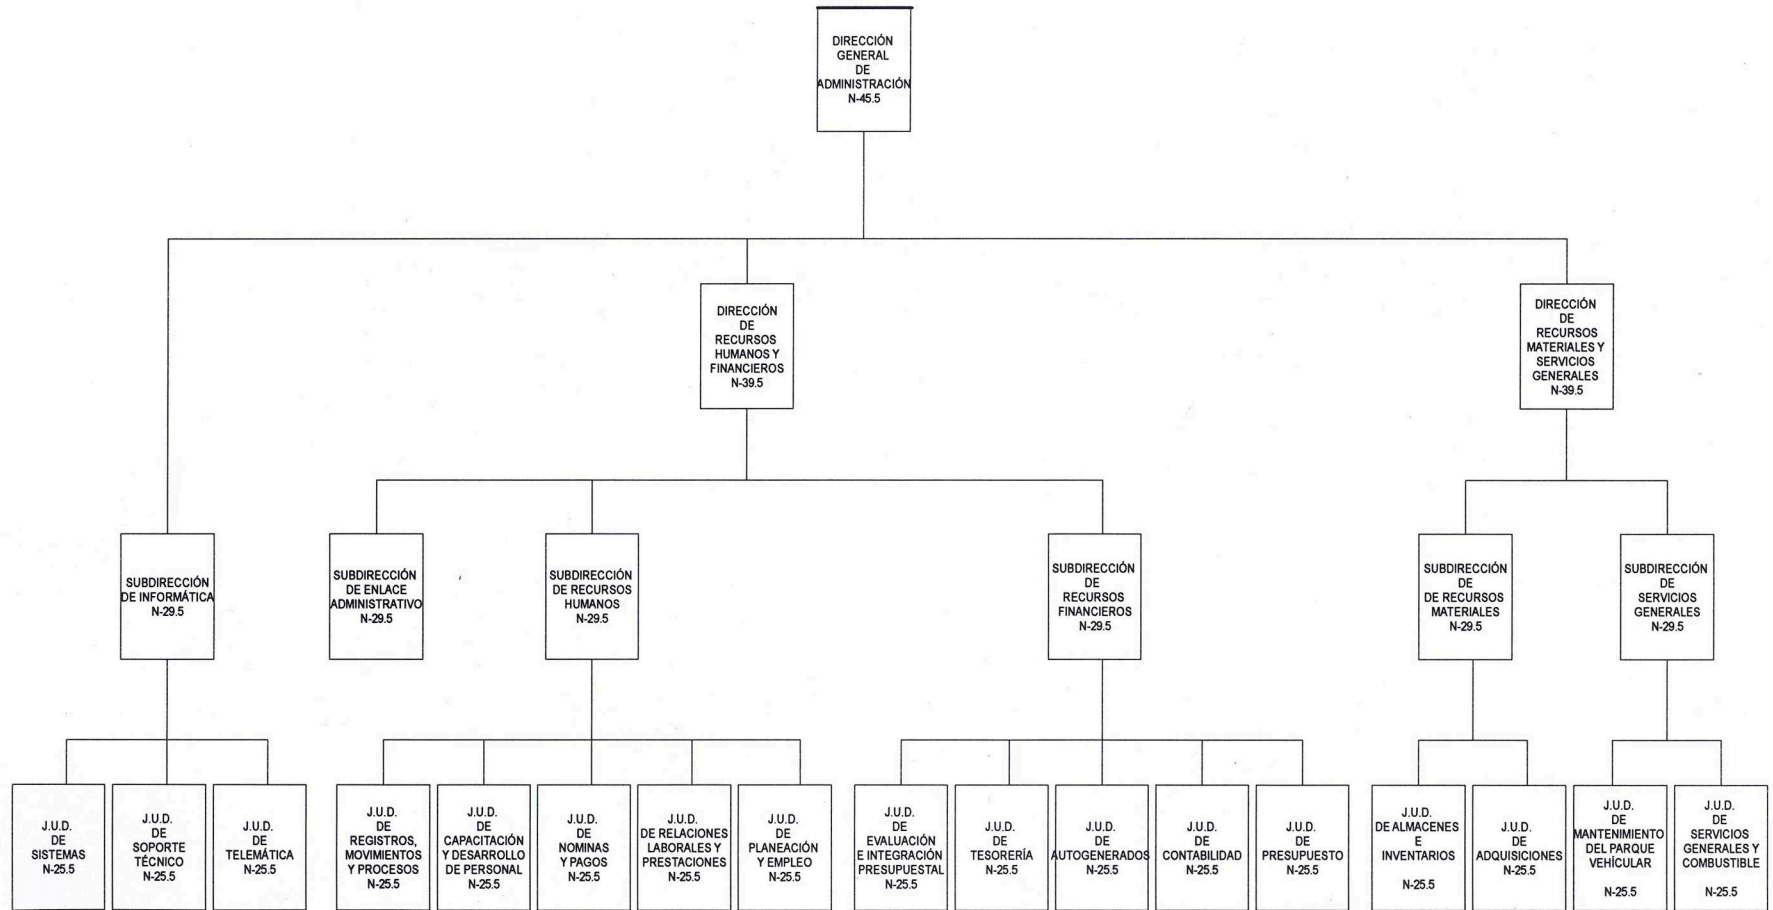 DIRECCIÓN
GENERAL
DE
ADMINISTRACIÓN
N-45.5
DIRECCIÓN
DE
RECURSOS
HUMANOS Y
FINANCIEROS
N-39.5
DIRECCIÓN
DE
RECURSOS
MATERIALES Y
SERVICIOS
GENERALES
N-39.5
SUBDIRECCIÓN
DE INFORMÁTICA
N-29.5
SUBDIRECCIÓN
DE ENLACE
ADMINISTRATIVO
N-29.5
SUBDIRECCIÓN
DE RECURSOS
HUMANOS
N-29.5
SUBDIRECCIÓN
DE
RECURSOS
FINANCIEROS
N-29.5
SUBDIRECCIÓN
DE
DE RECURSOS
MATERIALES
N-29.5
SUBDIRECCIÓN
DE
SERVICIOS
GENERALES
N-29.5
J.U.D.
DE
SISTEMAS
N-25.5
J.U.D.
DE
SOPORTE
TÉCNICO
N-25.5
J.U.D.
DE
TELEMÁTICA
N-25.5
J.U.D.
DE
REGISTROS,
MOVIMIENTOS
Y PROCESOS
N-25.5
J.U.D.
DE
CAPACITACIÓN
Y DESARROLLO
DE PERSONAL
N-25.5
J.U.D.
DE
NOMINAS
Y PAGOS
N-25.5
J.U.D.
DE RELACIONES
LABORALES Y
PRESTACIONES
N-25.5
J.U.D.
DE
PLANEACIÓN
Y EMPLEO
N-25.5
J.U.D.
DE
EVALUACIÓN
E INTEGRACIÓN
PRESUPUESTAL
N-25.5
J.U.D.
DE
TESORERÍA
N-25.5
J.U.D.
DE
AUTOGENERADOS
N-25.5
J.U.D.
DE
CONTABILIDAD
N-25.5
J.U.D.
DE
PRESUPUESTO
N-25.5
J.U.D.
DE ALMACENES
E
INVENTARIOS
N-25.5
J.U.D.
DE
ADQUISICIONES
N-25.5
J.U.D.
DE
MANTENIMIENTO
DEL PARQUE
VEHÍCULAR
N-25.5
J.U.D.
DE
SERVICIOS
GENERALES Y
COMBUSTIBLE
N-25.5